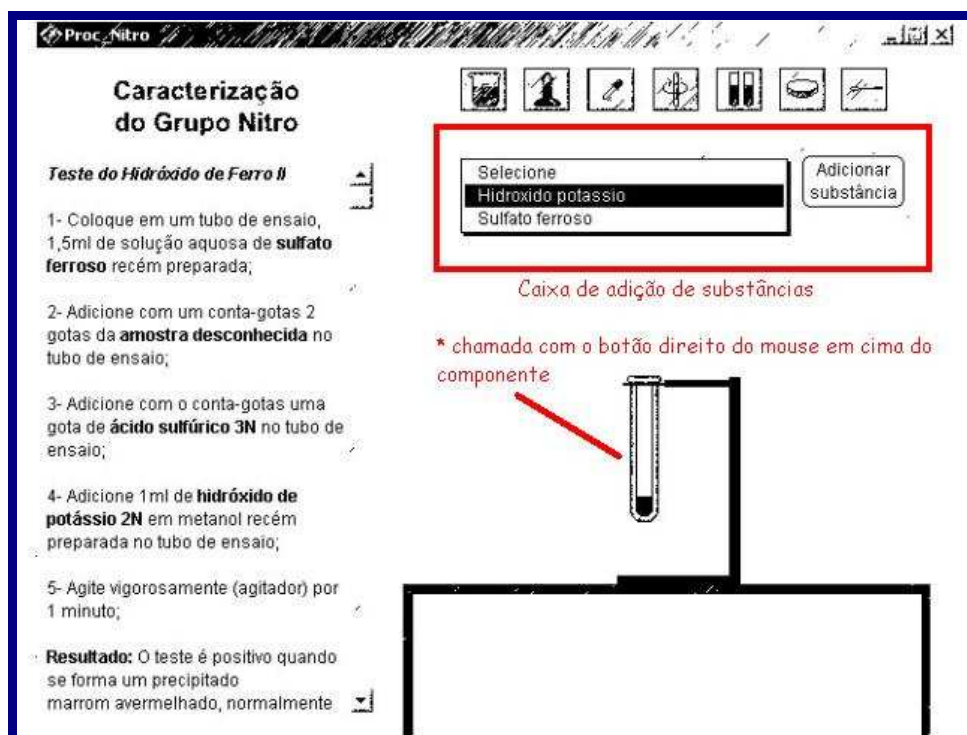 Proc_Nitro
Caracterização
do Grupo Nitro
Teste do Hidróxido de Ferro II
1- Coloque em um tubo de ensaio,
1,5ml de solução aquosa de sulfato
ferroso recém preparada;
2- Adicione com um conta-gotas 2
gotas da amostra desconhecida no
tubo de ensaio;
3- Adicione com o conta-gotas uma
gota de ácido sulfúrico 3N no tubo de
ensaio;
4- Adicione 1ml de hidróxido de
potássio 2N em metanol recém
preparada no tubo de ensaio;
5- Agite vigorosamente (agitador) por
1 minuto;
Resultado: O teste é positivo quando
se forma um precipitado
marrom avermelhado, normalmente
Selecione
Hidroxido potassio
Sulfato ferroso
Adicionar
substância
Caixa de adição de substâncias
* chamada com o botão direito do mouse em cima do
componente